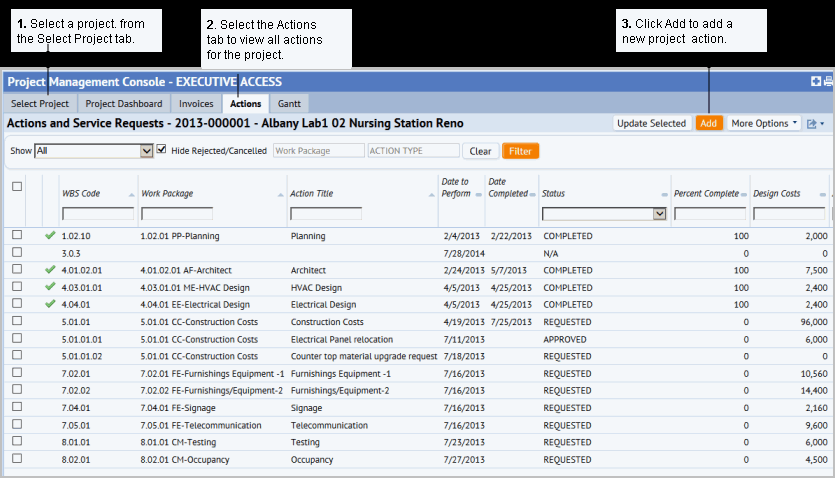 1. Select a project. from
the Select Project tab.
2. Select the Actions
tab to view all actions
for the project.
3. Click Add to add a
new project action.
Project Management Console - EXECUTIVE ACCESS
Select Project Project Dashboard Invoices Actions Gantt
Actions and Service Requests - 2013-000001 - Albany Lab1 02 Nursing Station Reno Update Selected Add More Options
Show All Hide Rejected/Cancelled Work Package ACTION TYPE Clear Filter
WBS Code Work Package Action Title Date to Perform Date Completed Status Percent Complete Design Costs
1.02.10 1.02.01 PP-Planning Planning 2/4/2013 2/22/2013 COMPLETED 100 2,000
3.0.3 7/28/2014 N/A 0 0
4.01.02.01 4.01.02.01 AF-Architect Architect 2/24/2013 5/7/2013 COMPLETED 100 7,500
4.03.01.01 4.03.01.01 ME-HVAC Design HVAC Design 4/5/2013 4/25/2013 COMPLETED 100 2,400
4.04.01 4.04.01 EE-Electrical Design Electrical Design 4/5/2013 4/25/2013 COMPLETED 100 2,400
5.01.01 5.01.01 CC-Construction Costs Construction Costs 4/19/2013 7/25/2013 REQUESTED 0 96,000
5.01.01.01 5.01.01 CC-Construction Costs Electrical Panel relocation 7/11/2013 APPROVED 0 6,000
5.01.01.02 5.01.01 CC-Construction Costs Counter top material upgrade request 7/18/2013 REQUESTED 0 0
7.02.01 7.02.01 FE-Furnishings Equipment -1 Furnishings Equipment -1 7/16/2013 REQUESTED 0 10,560
7.02.02 7.02.02 FE-Furnishings/Equipment-2 Furnishings/Equipment-2 7/16/2013 REQUESTED 0 14,400
7.04.01 7.04.01 FE-Signage Signage 7/16/2013 REQUESTED 0 2,160
7.05.01 7.05.01 FE-Telecommunication Telecommunication 7/16/2013 REQUESTED 0 9,600
8.01.01 8.01.01 CM-Testing Testing 7/23/2013 REQUESTED 0 6,000
8.02.01 8.02.01 CM-Occupancy Occupancy 7/27/2013 REQUESTED 0 4,500